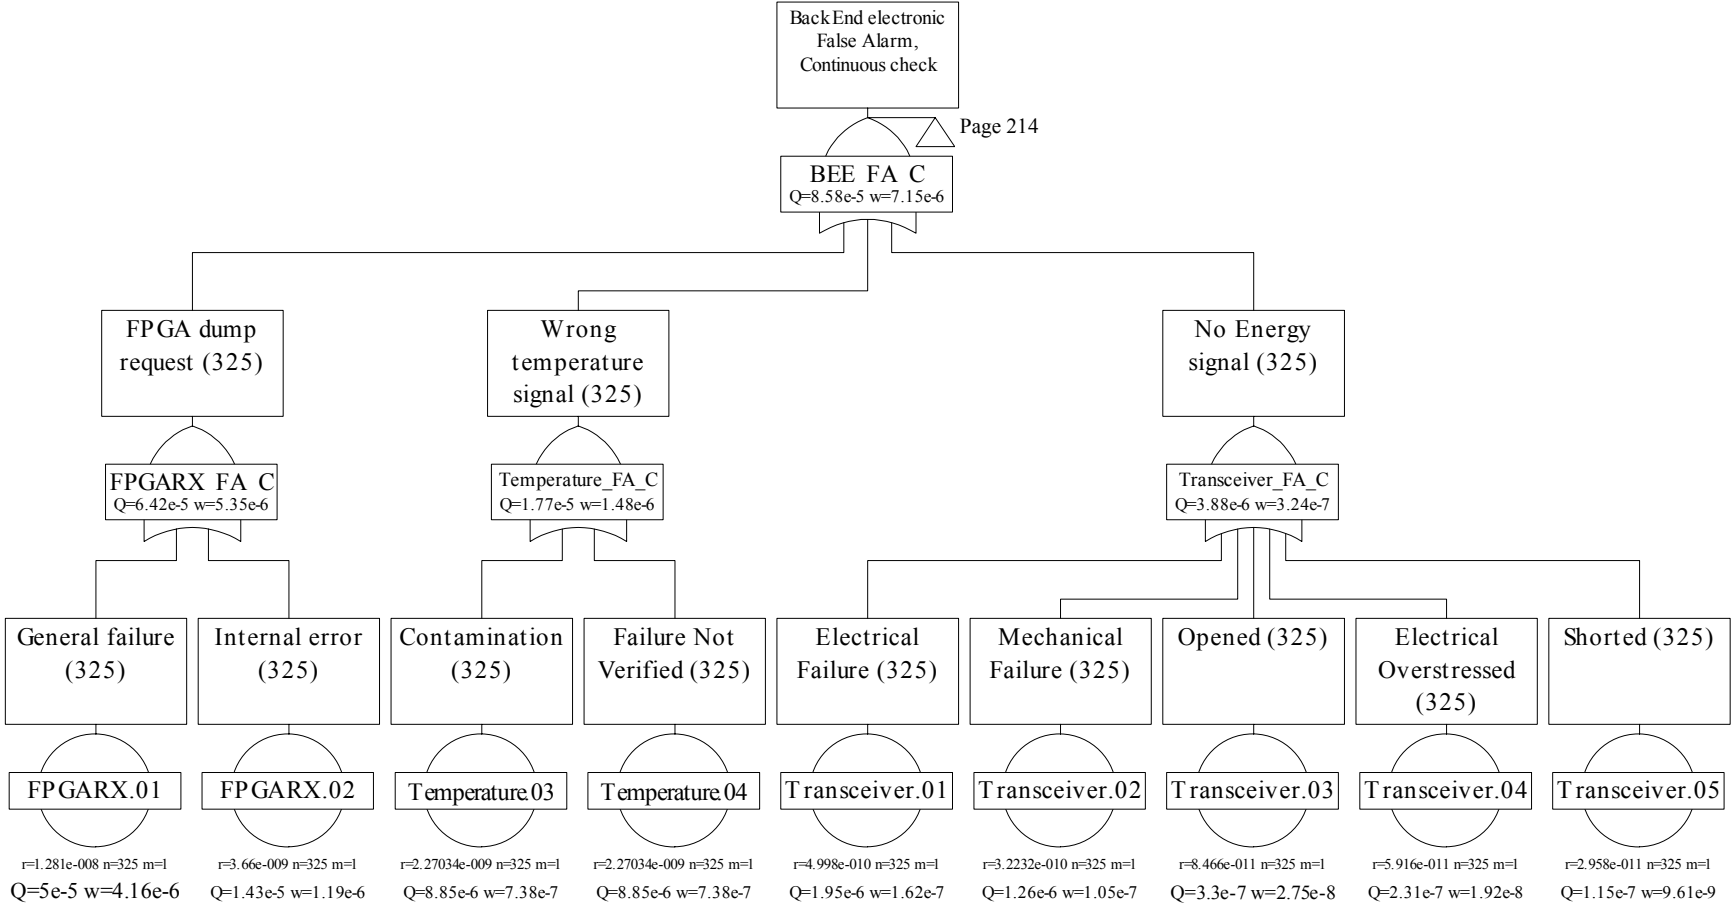 BackEnd electronic
False Alarm,
Continuous check
Page 214
BEE_FA_C
Q=8.58e-5 w=7.15e-6
FPGA dump
request (325)
Wrong
temperature
signal (325)
No Energy
signal (325)
FPGARX_FA_C
Q=6.42e-5 w=5.35e-6
Temperature_FA_C
Q=1.77e-5 w=1.48e-6
Transceiver_FA_C
Q=3.88e-6 w=3.24e-7
General failure
(325)
Internal error
(325)
Contamination
(325)
Failure Not
Verified (325)
Electrical
Failure (325)
Mechanical
Failure (325)
Opened (325)
Electrical
Overstressed
(325)
Shorted (325)
FPGARX.01
FPGARX.02
Temperature.03
Temperature.04
Transceiver.01
Transceiver.02
Transceiver.03
Transceiver.04
Transceiver.05
r=1.281e-008 n=325 m=1
Q=5e-5 w=4.16e-6
r=3.66e-009 n=325 m=1
Q=1.43e-5 w=1.19e-6
r=2.27034e-009 n=325 m=1
Q=8.85e-6 w=7.38e-7
r=2.27034e-009 n=325 m=1
Q=8.85e-6 w=7.38e-7
r=4.998e-010 n=325 m=1
Q=1.95e-6 w=1.62e-7
r=3.2232e-010 n=325 m=1
Q=1.26e-6 w=1.05e-7
r=8.466e-011 n=325 m=1
Q=3.3e-7 w=2.75e-8
r=5.916e-011 n=325 m=1
Q=2.31e-7 w=1.92e-8
r=2.958e-011 n=325 m=1
Q=1.15e-7 w=9.61e-9